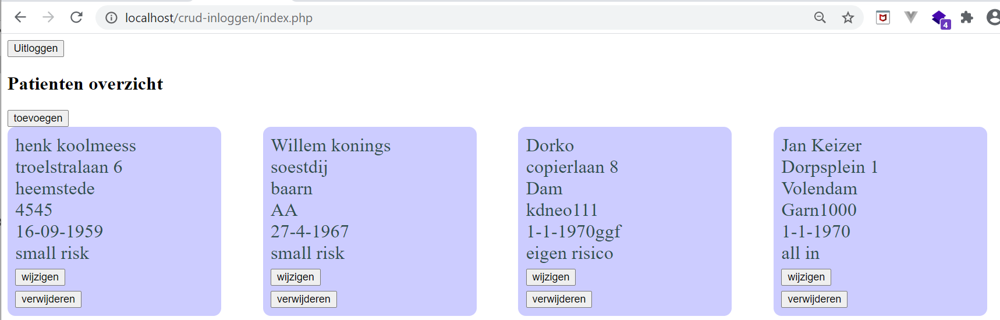 localhost/crud-inloggen/index.php
4
Uitloggen
Patienten overzicht
toevoegen
henk koolmeess
troelstralaan 6
heemstede
4545
16-09-1959
small risk
wijzigen
verwijderen
Willem konings
soestdij
baarn
AA
27-4-1967
small risk
wijzigen
verwijderen
Dorko
copierlaan 8
Dam
kdneo111
1-1-1970ggf
eigen risico
wijzigen
verwijderen
Jan Keizer
Dorpsplein 1
Volendam
Garn1000
1-1-1970
all in
wijzigen
verwijderen